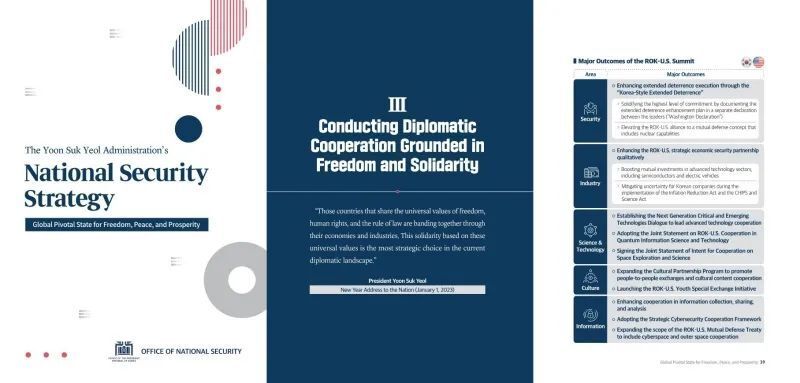 The Yoon Suk Yeol Administration's
National Security
Strategy
Global Pivotal State for Freedom, Peace, and Prosperity
OFFICE OF NATIONAL SECURITY
III
Conducting Diplomatic
Cooperation Grounded in
Freedom and Solidarity
"Those countries that share the universal values of freedom,
human rights, and the rule of law are banding together through
their economies and industries. This solidarity based on these
universal values is the most strategic choice in the current
diplomatic landscape."
President Yoon Suk Yeol
New Year Address to the Nation (January 1, 2023)
Major Outcomes of the ROK-U.S. Summit
Area
Major Outcomes
Security
Enhancing extended deterrence execution through the
"Korea-Style Extended Deterrence"
Solidifying the highest level of commitment by documenting the
extended deterrence enhancement plan in a separate declaration
between the leaders ("Washington Declaration")
Elevating the ROK-U.S. alliance to a mutual defense concept that
includes nuclear capabilities
Industry
Enhancing the ROK-U.S. strategic economic security partnership
qualitatively
Boosting mutual investments in advanced technology sectors,
including semiconductors and electric vehicles
Mitigating uncertainty for Korean companies during the
implementation of the Inflation Reduction Act and the CHIPS and
Science Act
Science &
Technology
Establishing the Next Generation Critical and Emerging
Technologies Dialogue to lead advanced technology cooperation
Adopting the Joint Statement on ROK-U.S. Cooperation in
Quantum Information Science and Technology
Signing the Joint Statement of Intent for Cooperation on
Space Exploration and Science
Culture
Expanding the Cultural Partnership Program to promote
people-to-people exchanges and cultural content cooperation
Launching the ROK-U.S. Youth Special Exchange Initiative
Information
Enhancing cooperation in information collection, sharing,
and analysis
Adopting the Strategic Cybersecurity Cooperation Framework
Expanding the scope of the ROK-U.S. Mutual Defense Treaty
to include cyberspace and outer space cooperation
Global Pivotal State for Freedom, Peace, and Prosperity 39